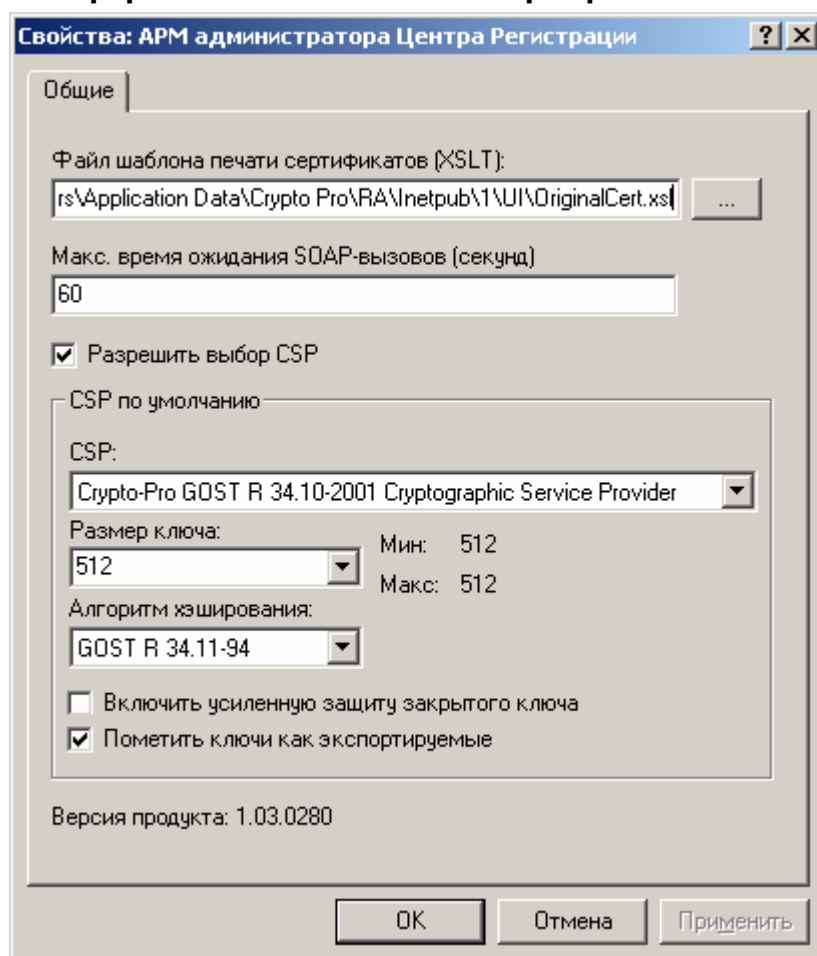 Свойства: АРМ администратора Центра Регистрации
Общие
Файл шаблона печати сертификатов (XSLT):
rs\Application Data\Crypto Pro\RA\Inetpub\1\UI\OriginalCert.xsl
...
Макс. время ожидания SOAP-вызовов (секунд)
60
Разрешить выбор CSP
CSP по умолчанию
CSP:
Crypto-Pro GOST R 34.10-2001 Cryptographic Service Provider
Размер ключа:
512
Мин: 512
Макс: 512
Алгоритм хэширования:
GOST R 34.11-94
Включить усиленную защиту закрытого ключа
Пометить ключи как экспортируемые
Версия продукта: 1.03.0280
OK Отмена Применить